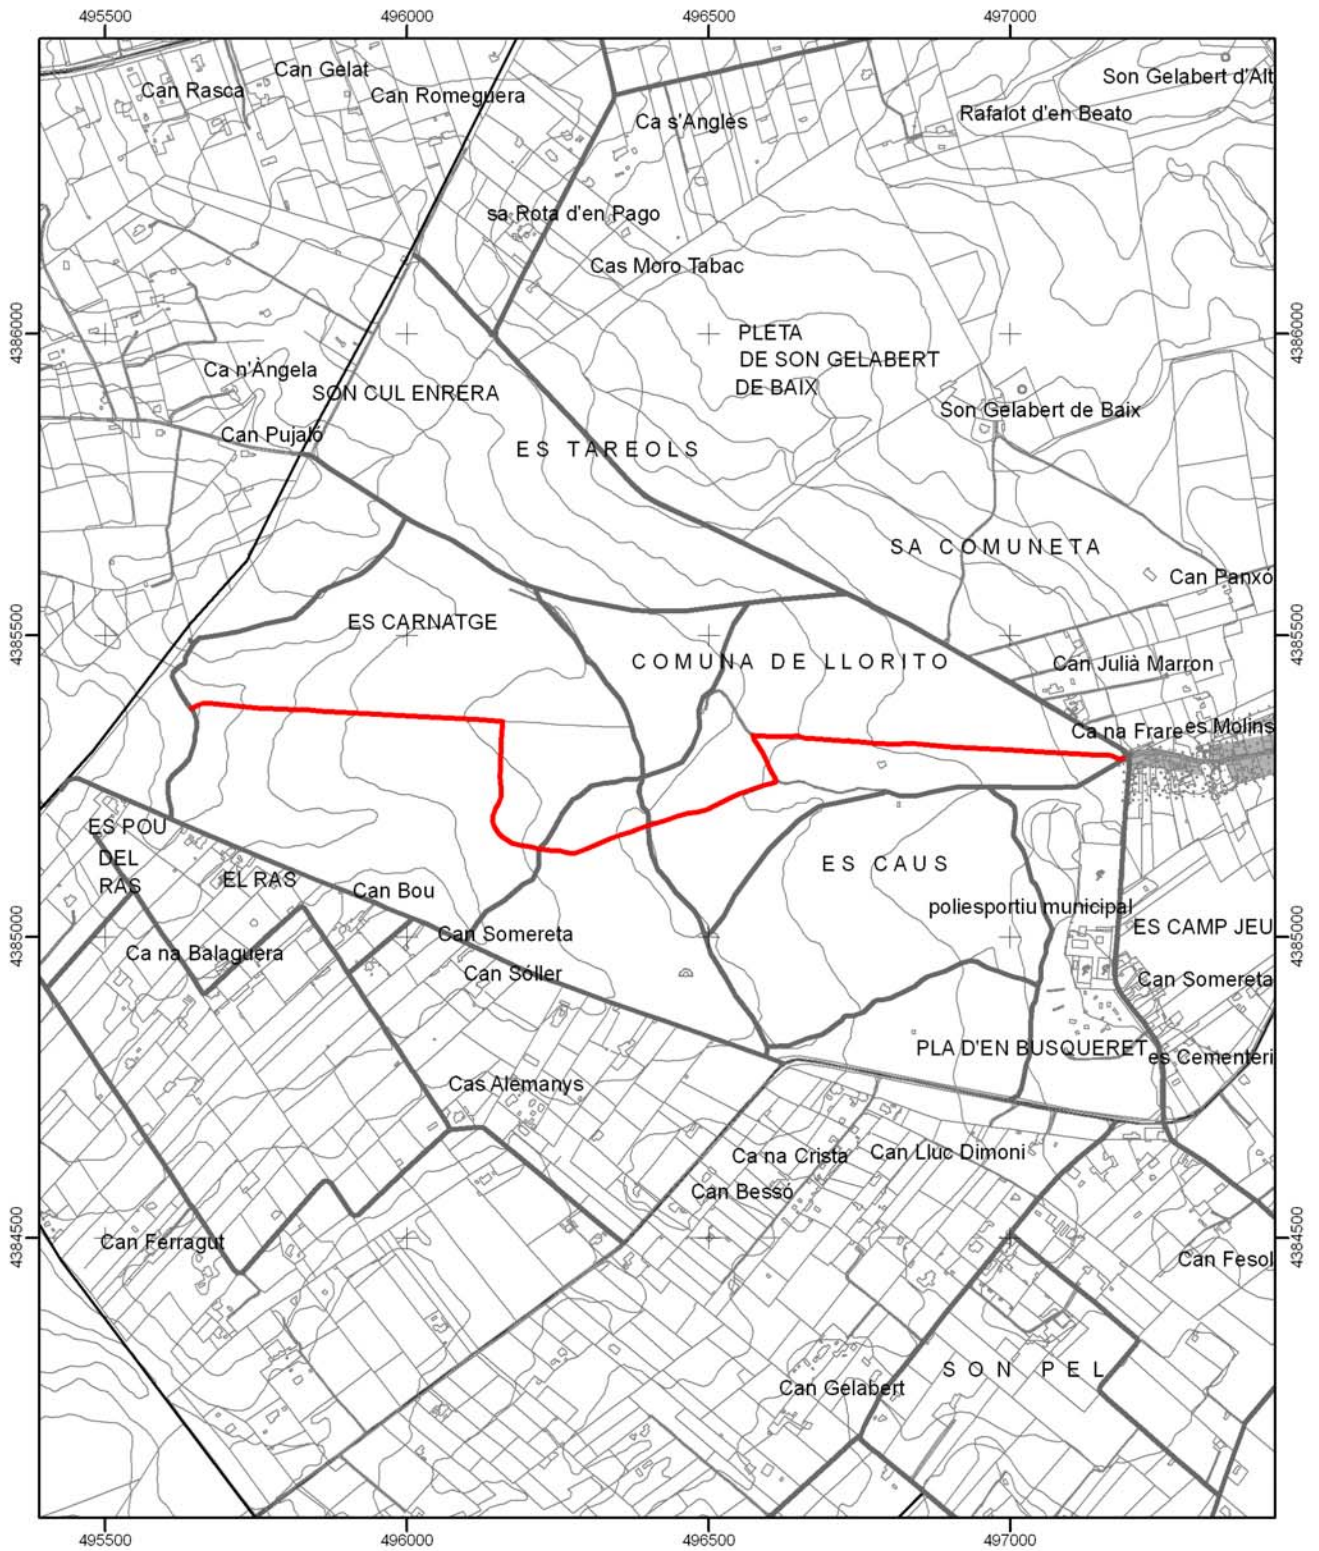 495500 496000 496500 497000
Can Gelat
Son Gelabert d'Alt
Can Rasca
Can Romeguera
Rafalot d'en Beato
Ca s'Anglès
sa Rota d'en Pago
Cas Moro Tabac
4386000
4386000
PLETA
DE SON GELABERT
DE BAIX
Ca n'Àngela
SON CUL ENRERA
Son Gelabert de Baix
Can Pujaló
ES TAREOLS
SA COMUNETA
Can Panxó
ES CARNATGE
4385500
4385500
COMUNA DE LLORITO
Can Julià Marron
Ca na Frare
es Molins
ES POU
DEL
RAS
EL RAS
ES CAUS
Can Bou
poliesportiu municipal
ES CAMP JEU
4385000
4385000
Can Somereta
Ca na Balaguera
Can Sóller
Can Somereta
PLA D'EN BUSQUERET
es Cementeri
Cas Alemanys
Ca na Crista
Can Lluc Dimoni
Can Bessó
4384500
4384500
Can Ferragut
Can Fesol
SON PEL
Can Gelabert
495500 496000 496500 497000